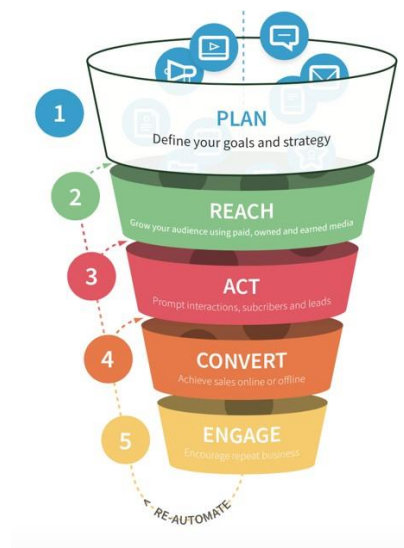 1
PLAN
Define your goals and strategy
2
REACH
Grow your audience using paid, owned and earned media
3
ACT
Prompt interactions, subcribers and leads
4
CONVERT
Achieve sales online or offline
5
ENGAGE
Encourage repeat business
< RE-AUTOMATE